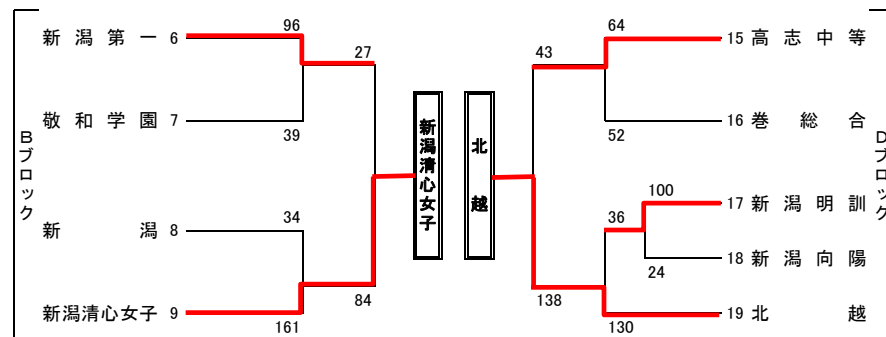 Bブロック
新潟第一 6
96
27
敬和学園 7
39
新潟 8
34
新潟清心女子 9
161
84
新潟清心女子
北越
43
64
15 高志中等
52
16 巻総合
100
36
17 新潟明訓
24
18 新潟向陽
138
130
19 北越
Dブロック